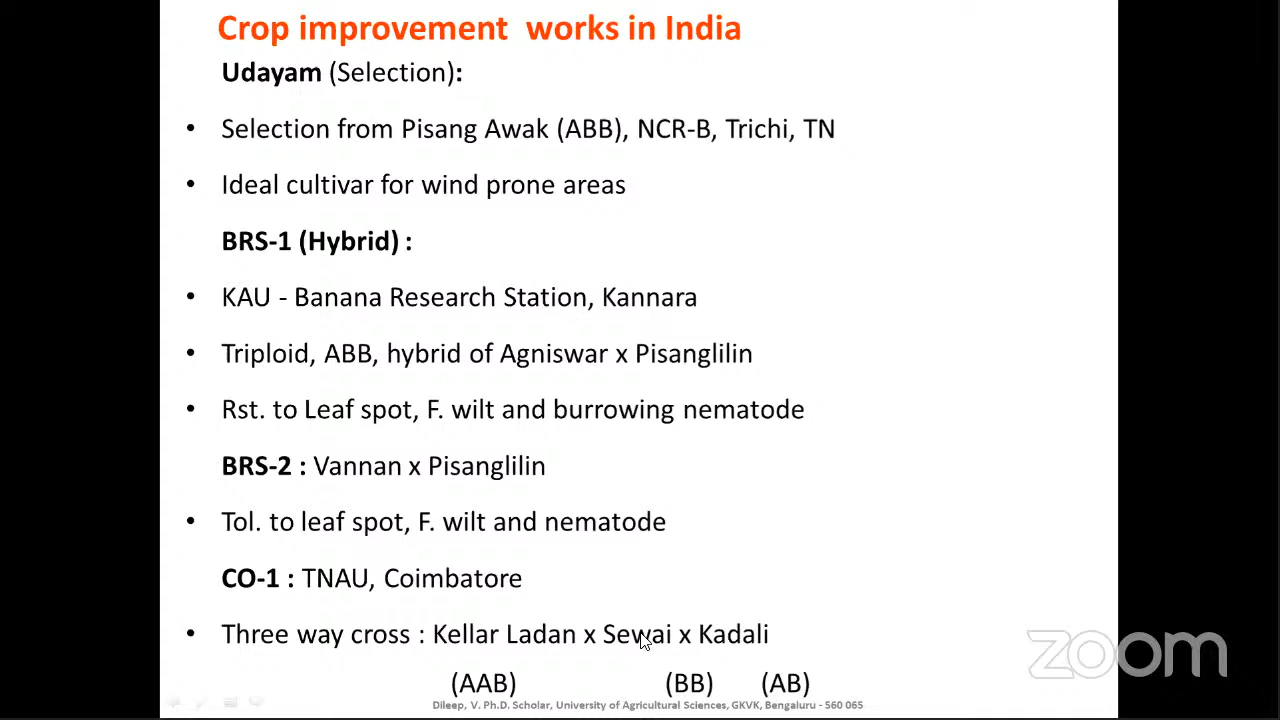 Crop improvement works in India
Udayam (Selection):
• Selection from Pisang Awak (ABB), NCR-B, Trichi, TN
• Ideal cultivar for wind prone areas
BRS-1 (Hybrid) :
• KAU - Banana Research Station, Kannara
• Triploid, ABB, hybrid of Agniswar x Pisanglilin
• Rst. to Leaf spot, F. wilt and burrowing nematode
BRS-2 : Vannan x Pisanglilin
• Tol. to leaf spot, F. wilt and nematode
CO-1 : TNAU, Coimbatore
• Three way cross : Kellar Ladan x Sewai x Kadali
(AAB) (BB) (AB)
Dileep, V. Ph.D. Scholar, University of Agricultural Sciences, GKVK, Bengaluru - 560 065
zoom